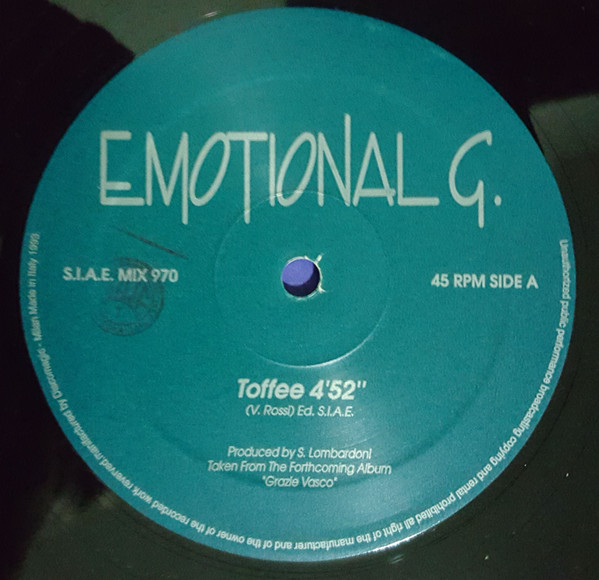 EMOTIONAL G.
S.I.A.E. MIX 970
45 RPM SIDE A
Toffee 4'52"
(V. Rossi) Ed. S.I.A.E.
Produced by S. Lombardoni
Taken From The Forthcoming Album
"Grazie Vasco"
Unauthorized public performance broadcasting copying and rental prohibited all right of the manufacturer and of the owner of the recorded work reserved.manufactured by Discomagic - Milan Made in Italy 1993